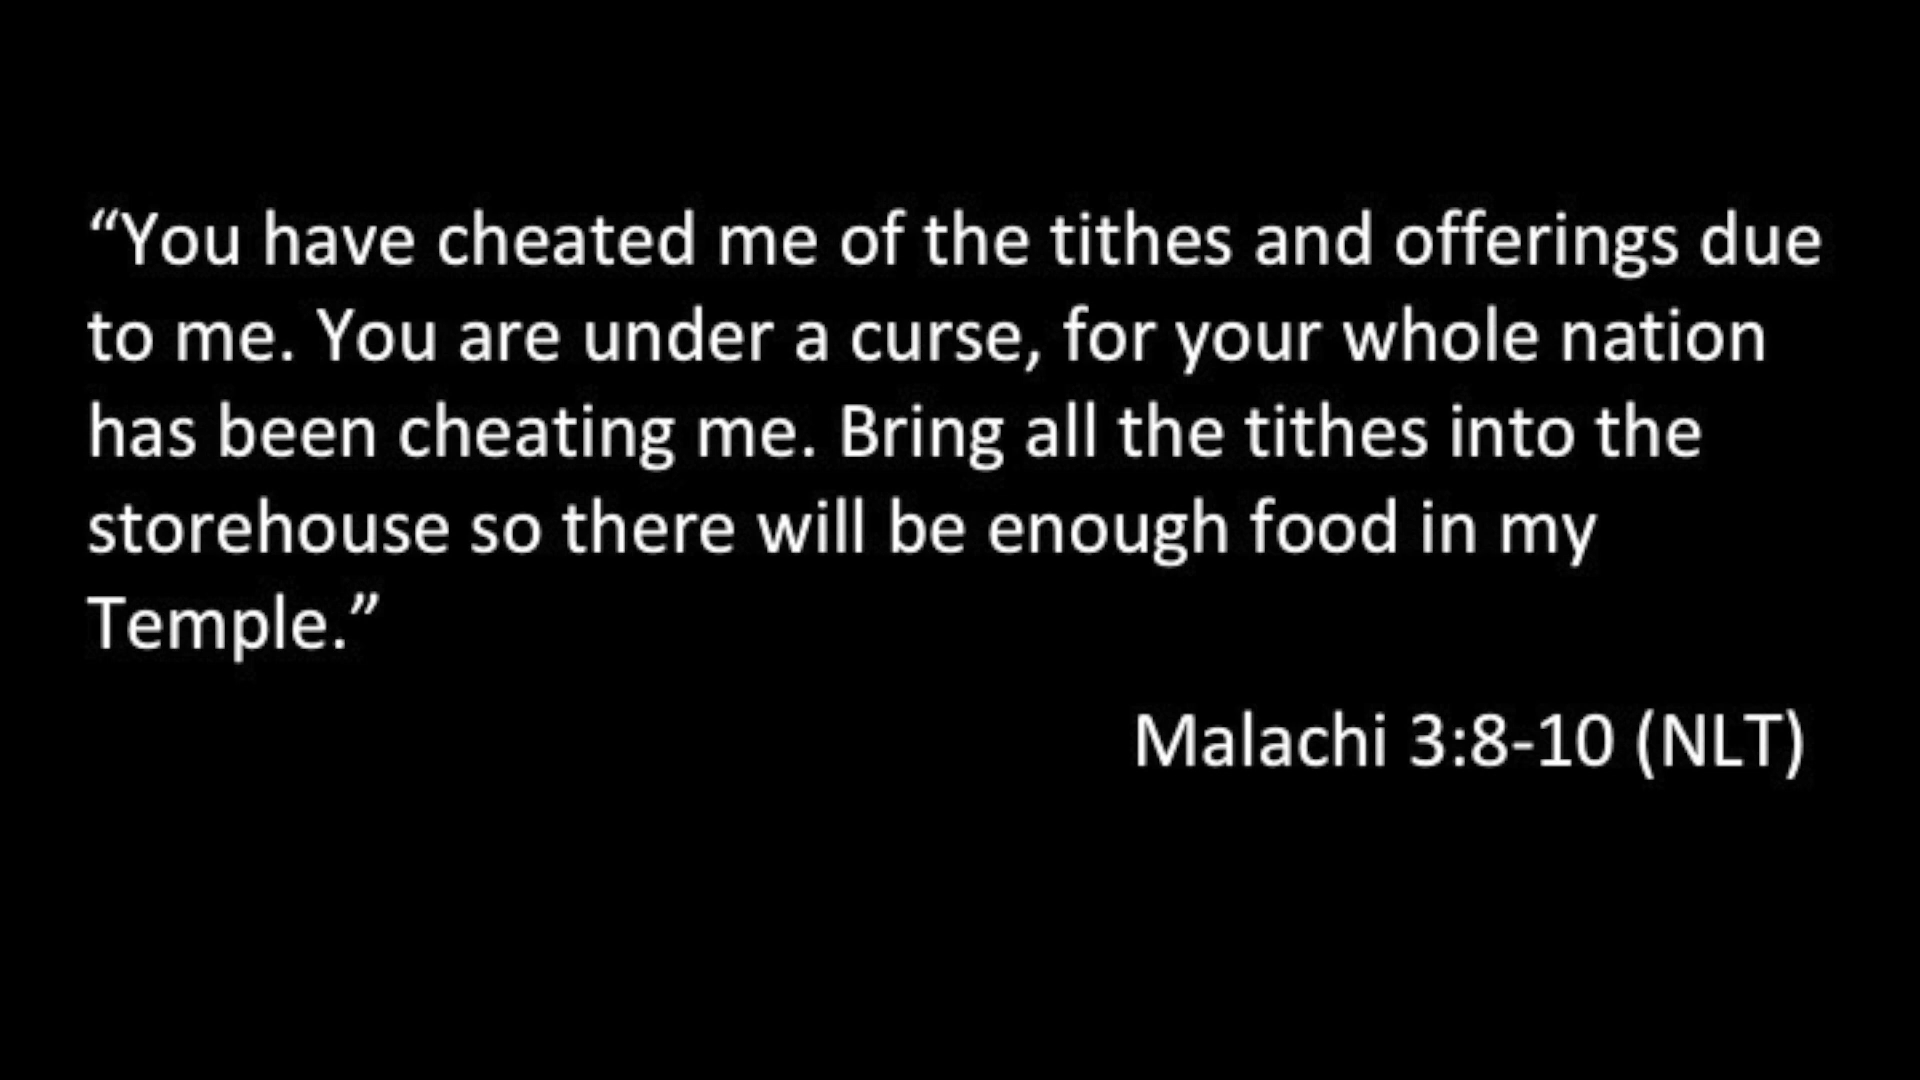 “You have cheated me of the tithes and offerings due
to me. You are under a curse, for your whole nation
has been cheating me. Bring all the tithes into the
storehouse so there will be enough food in my
Temple.”
Malachi 3:8-10 (NLT)